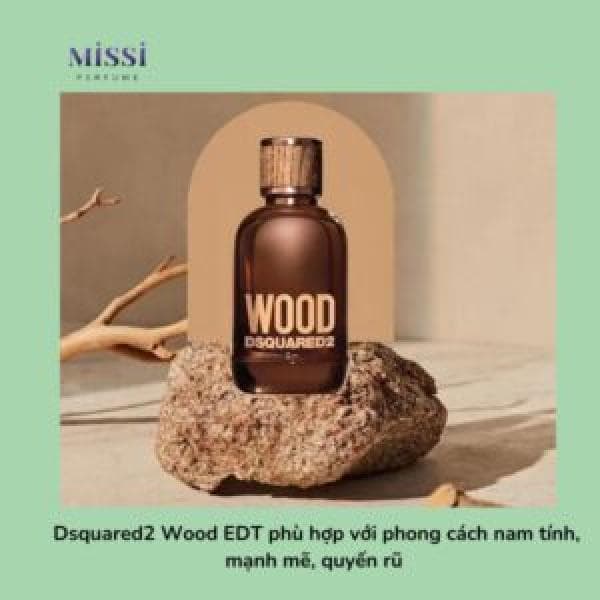 MiSSi
PERFUME
WOOD
DSQUARED2
Dsquared2 Wood EDT phù hợp với phong cách nam tính,
mạnh mẽ, quyến rũ